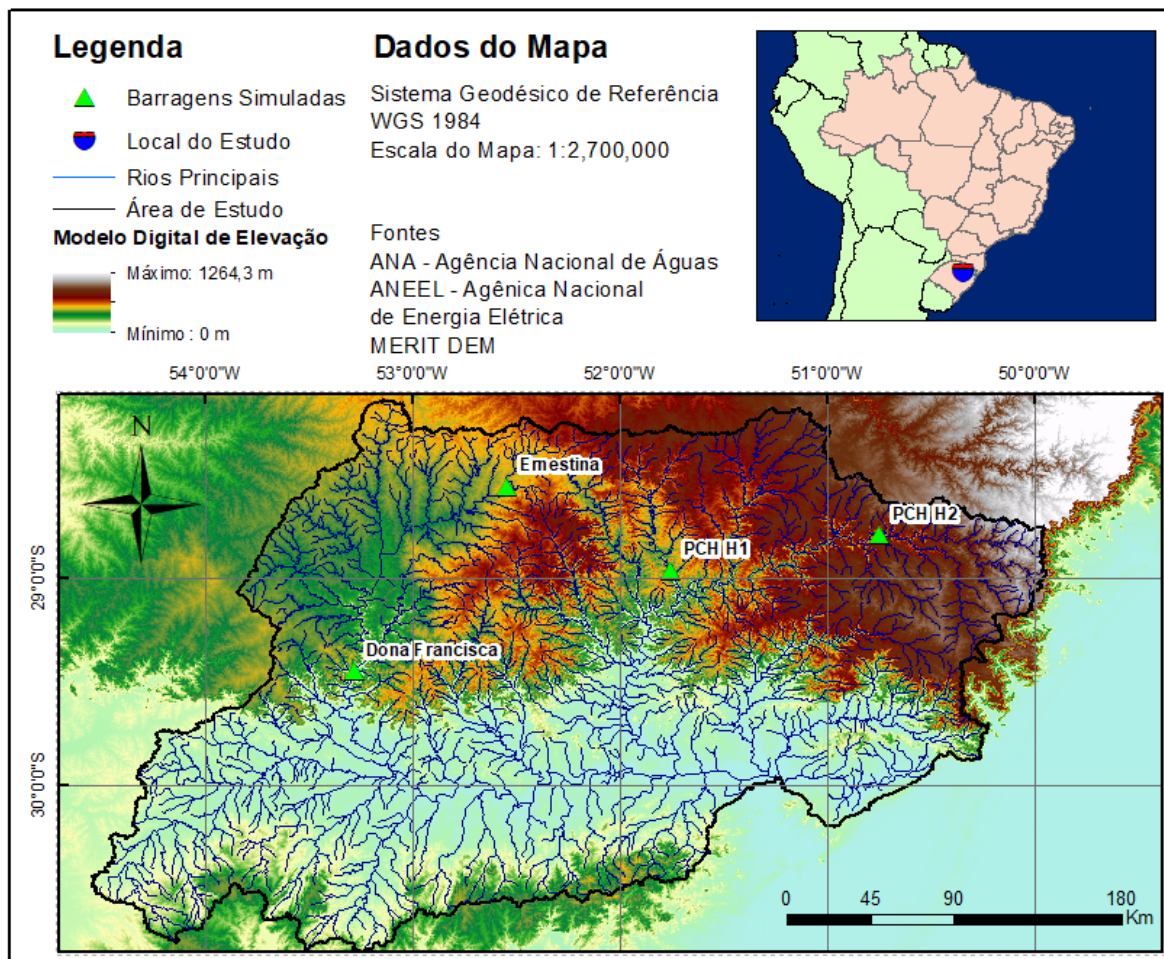 Legenda
Barragens Simuladas
Local do Estudo
Rios Principais
Área de Estudo
Modelo Digital de Elevação
Máximo: 1264,3 m
Mínimo : 0 m
Dados do Mapa
Sistema Geodésico de Referência
WGS 1984
Escala do Mapa: 1:2,700,000
Fontes
ANA - Agência Nacional de Águas
ANEEL - Agênica Nacional
de Energia Elétrica
MERIT DEM
54°0'0"W
53°0'0"W
52°0'0"W
51°0'0"W
50°0'0"W
N
Ernestina
PCH H2
PCH H1
29°0'0"S
Dona Francisca
30°0'0"S
0 45 90 180
Km